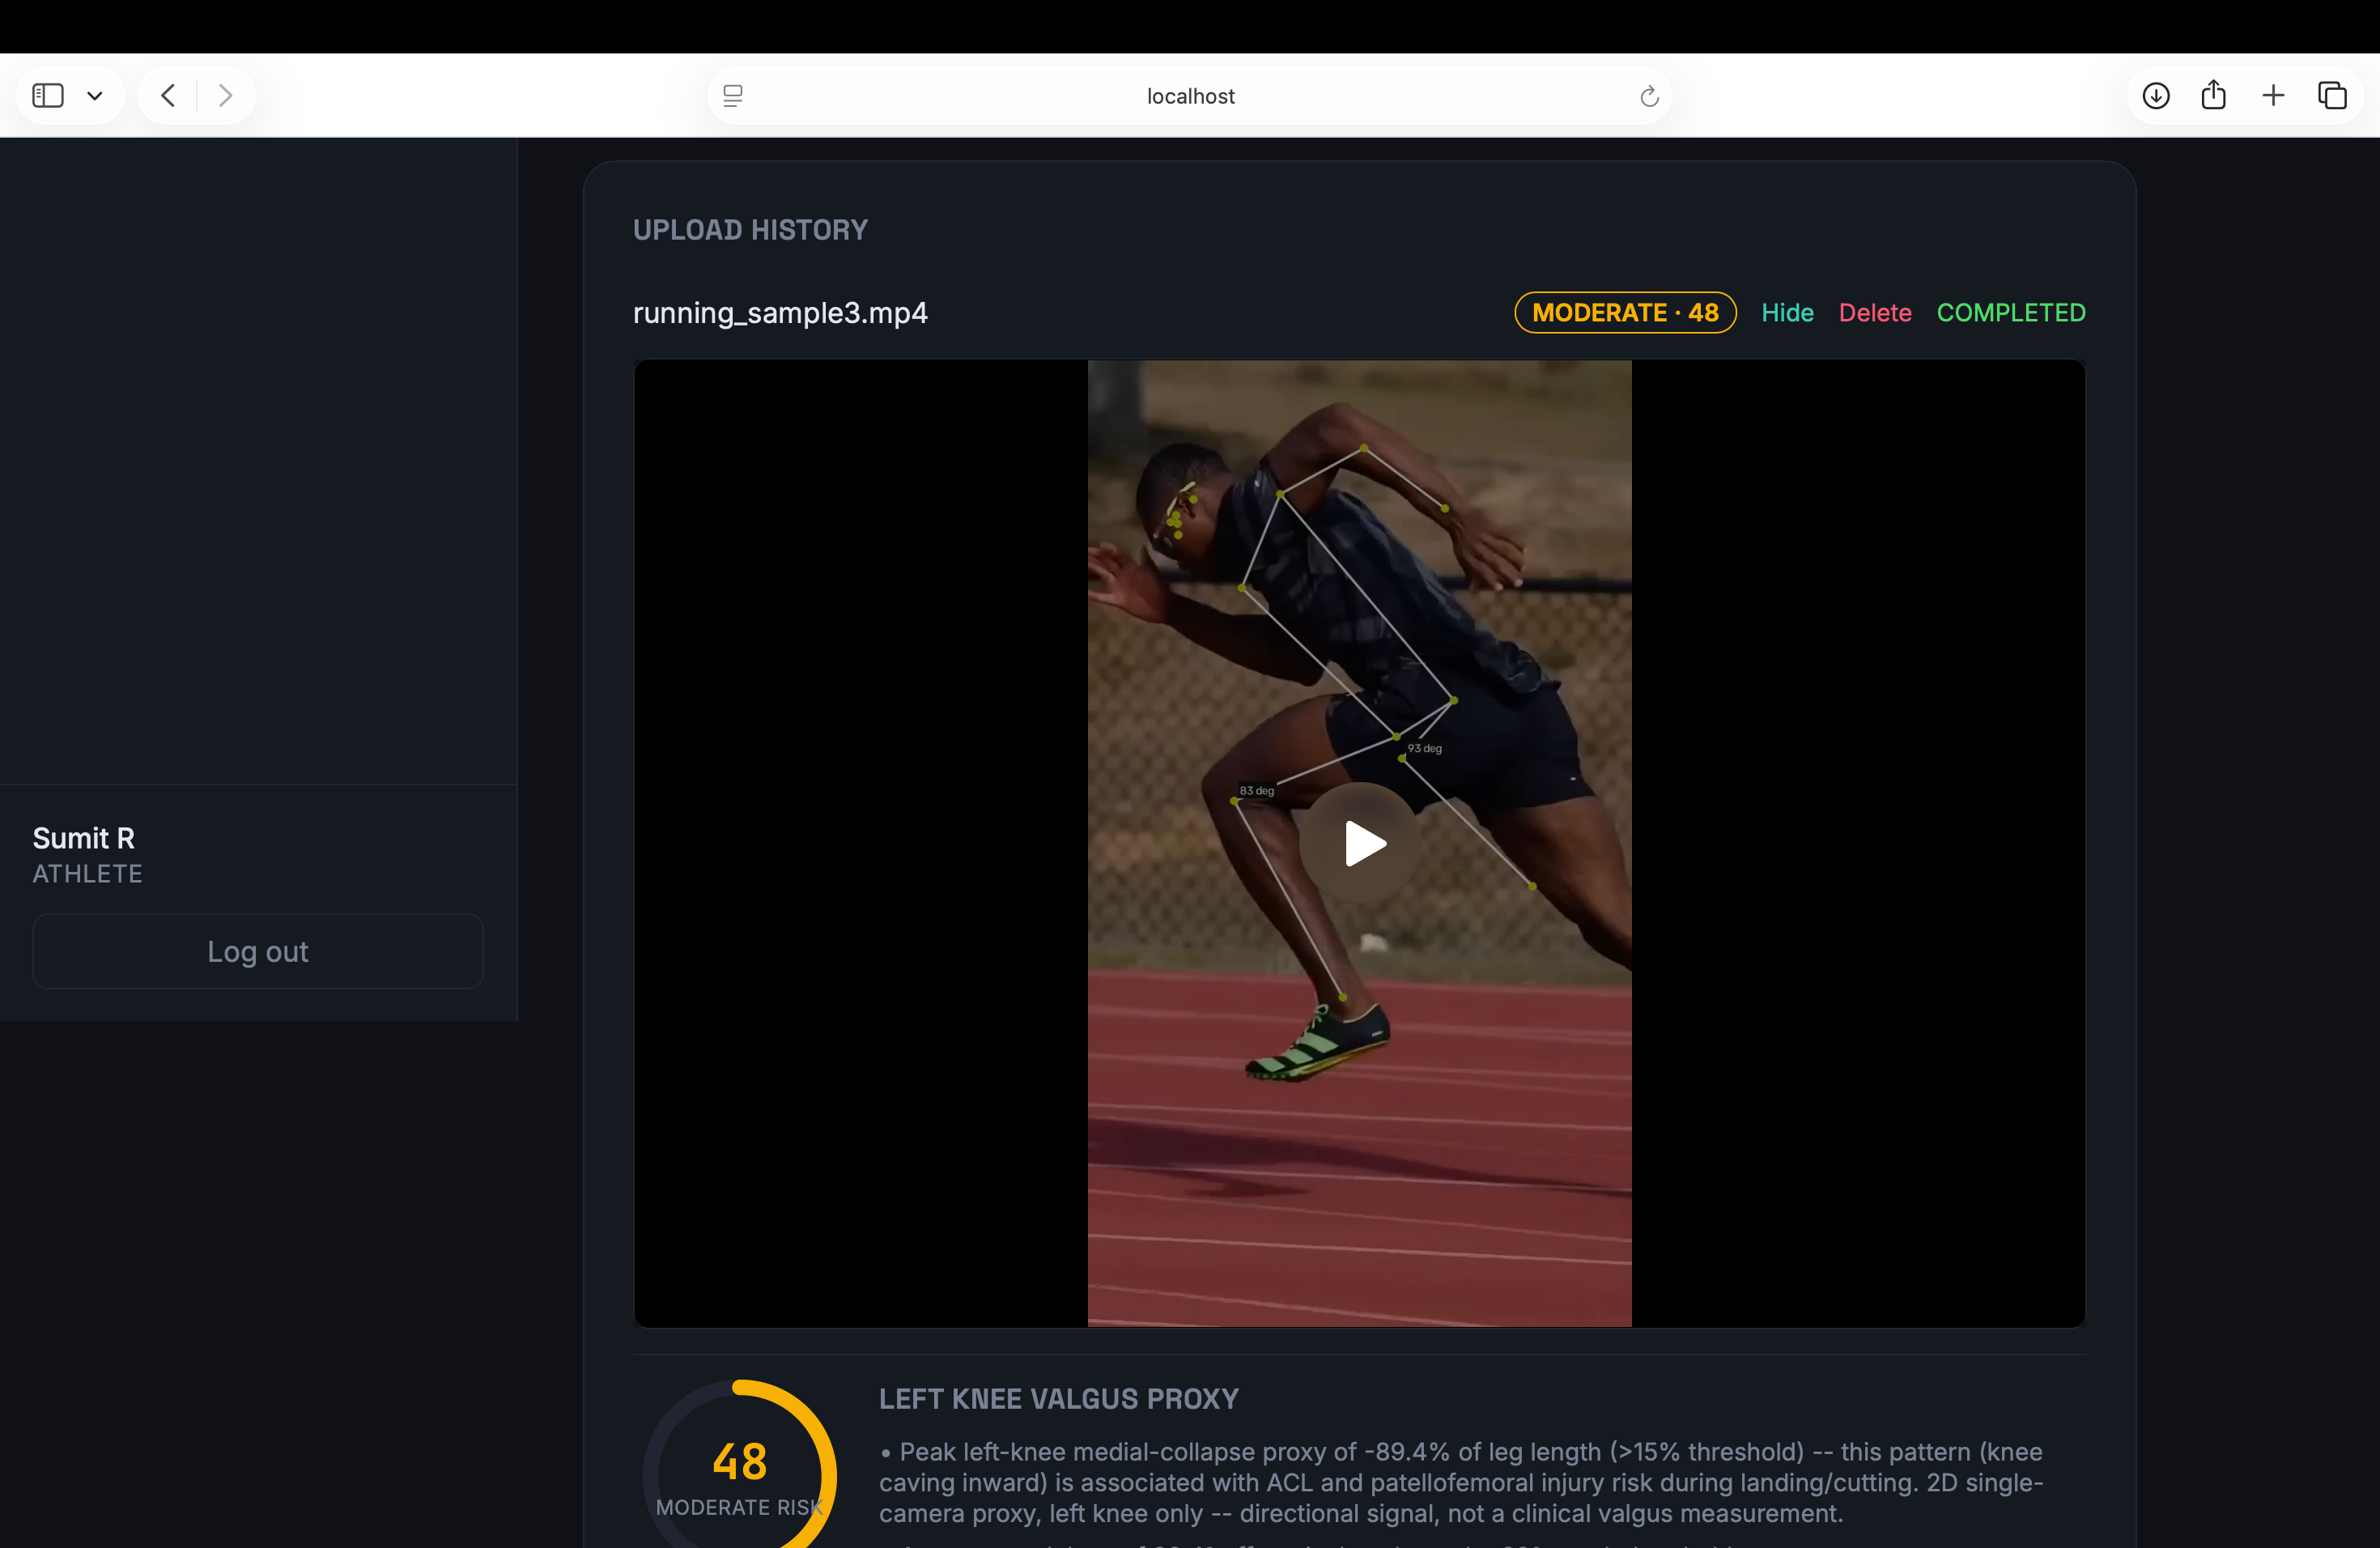 localhost
UPLOAD HISTORY
running_sample3.mp4
MODERATE · 48
Hide
Delete
COMPLETED
93 deg
83 deg
Sumit R
ATHLETE
Log out
48
MODERATE RISK
LEFT KNEE VALGUS PROXY
• Peak left-knee medial-collapse proxy of -89.4% of leg length (>15% threshold) -- this pattern (knee
caving inward) is associated with ACL and patellofemoral injury risk during landing/cutting. 2D single-
camera proxy, left knee only -- directional signal, not a clinical valgus measurement.